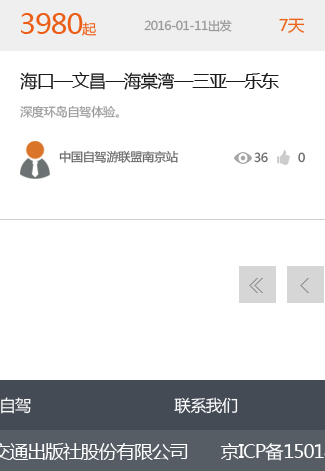 3980起 2016-01-11出发 7天
海口—文昌—海棠湾—三亚—乐东
深度环岛自驾体验。
中国自驾游联盟南京站 36 0
自驾 联系我们
交通出版社股份有限公司 京ICP备1501